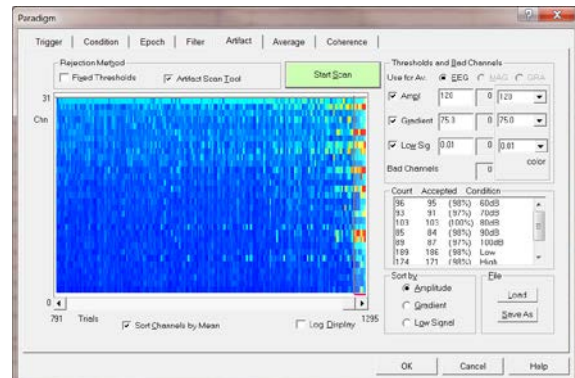 Paradigm
Trigger Condition Epoch Filter Artifact Average Coherence
Rejection Method
Fixed Thresholds Artifact Scan Tool
Start Scan
31
Chn
0
791 Trials 1295
Sort Channels by Mean Log Display
Thresholds and Bad Channels
Use for Av. EEG MAG GRA
Ampl 120 0 120
Gradient 75.0 0 75.0
Low Sig 0.01 0 0.01
color
Bad Channels 0
Count Accepted Condition
96 95 (98%) 60dB
93 91 (97%) 70dB
103 103 (100%) 80dB
85 84 (98%) 90dB
89 87 (97%) 100dB
189 186 (98%) Low
174 171 (98%) High
Sort by
Amplitude
Gradient
Low Signal
File
Load
Save As
OK Cancel Help